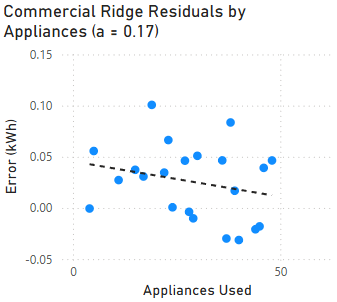 Commercial Ridge Residuals by
Appliances (a = 0.17)
0.15
0.10
0.05
0.00
-0.05
Error (kWh)
0
50
Appliances Used